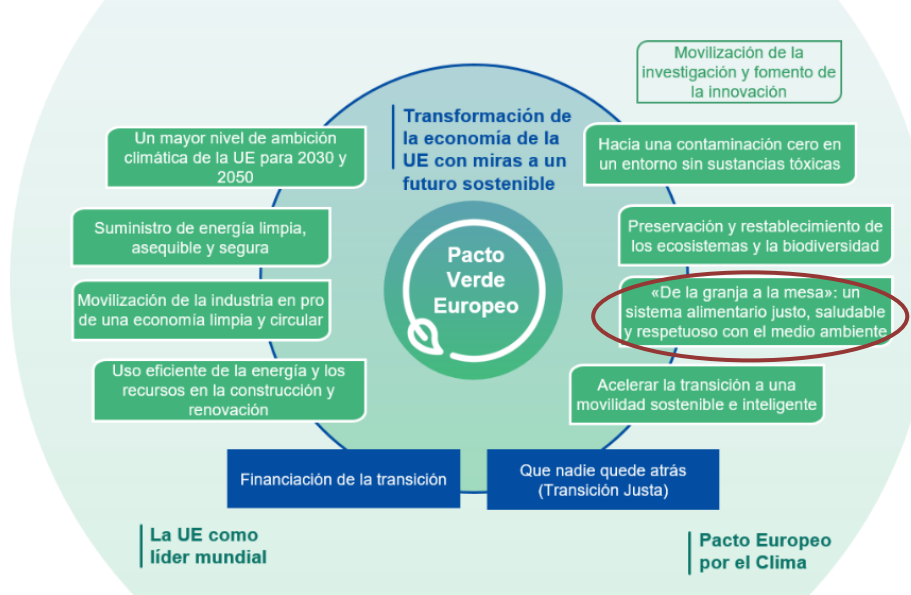 Movilización de la
investigación y fomento de
la innovación
Transformación de
la economía de la
UE con miras a un
futuro sostenible
Un mayor nivel de ambición
climática de la UE para 2030 y
2050
Hacia una contaminación cero en
un entorno sin sustancias tóxicas
Suministro de energía limpia,
asequible y segura
Preservación y restablecimiento de
los ecosistemas y la biodiversidad
Pacto
Verde
Europeo
Movilización de la industria en pro
de una economía limpia y circular
«De la granja a la mesa»: un
sistema alimentario justo, saludable
y respetuoso con el medio ambiente
Uso eficiente de la energía y los
recursos en la construcción y
renovación
Acelerar la transición a una
movilidad sostenible e inteligente
Financiación de la transición
Que nadie quede atrás
(Transición Justa)
La UE como
líder mundial
Pacto Europeo
por el Clima